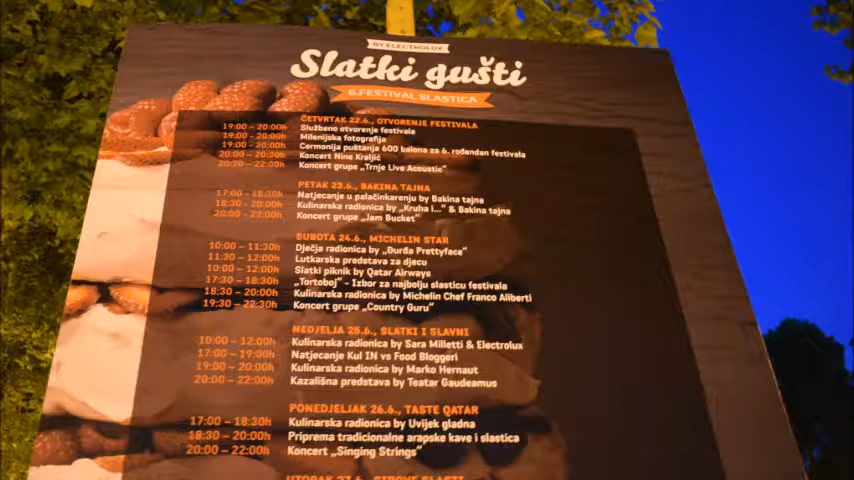 BY ELECTROLUX
Slatki gušti
6.FESTIVAL SLASTICA
ČETVRTAK 22.6., OTVORENJE FESTIVALA
19:00 – 20:00h Službeno otvorenje festivala
19:00 – 20:00h Milenijska fotografija
19:00 – 20:00h Cermonija puštanja 600 balona za 6. rođendan festivala
20:00 – 20:30h Koncert Nine Kraljić
20:30 – 22:00h Koncert grupe „Trnje Live Acoustic"
PETAK 23.6., BAKINA TAJNA
17:00 – 18:30h Natjecanje u palačinkarenju by Bakina tajna
18:30 – 20:00h Kulinarska radionica by „Kruha i..." & Bakina tajna
20:00 – 22:00h Koncert grupe „Jam Bucket"
SUBOTA 24.6., MICHELIN STAR
10:00 – 11:30h Dječja radionica by „Đurđa Prettyface"
11:30 – 12:00h Lutkarska predstava za djecu
10:00 – 12:00h Slatki piknik by Qatar Airways
17:30 – 18:30h „Tortoboj" - Izbor za najbolju slasticu festivala
18:30 – 20:00h Kulinarska radionica by Michelin Chef Franco Aliberti
19:30 – 22:30h Koncert grupe „Country Guru"
NEDJELJA 25.6., SLATKI I SLAVNI
10:00 – 12:00h Kulinarska radionica by Sara Milletti & Electrolux
17:00 – 19:00h Natjecanje Kul IN vs Food Bloggeri
19:00 – 20:00h Kulinarska radionica by Marko Hernaut
20:00 – 22:00h Kazališna predstava by Teatar Gaudeamus
PONEDJELJAK 26.6., TASTE QATAR
17:00 – 18:30h Kulinarska radionica by Uvijek gladna
18:30 – 20:00h Priprema tradicionalne arapske kave i slastica
20:00 – 22:00h Koncert „Singing Strings"
UTORAK 27.6., SIROVE SLASTI